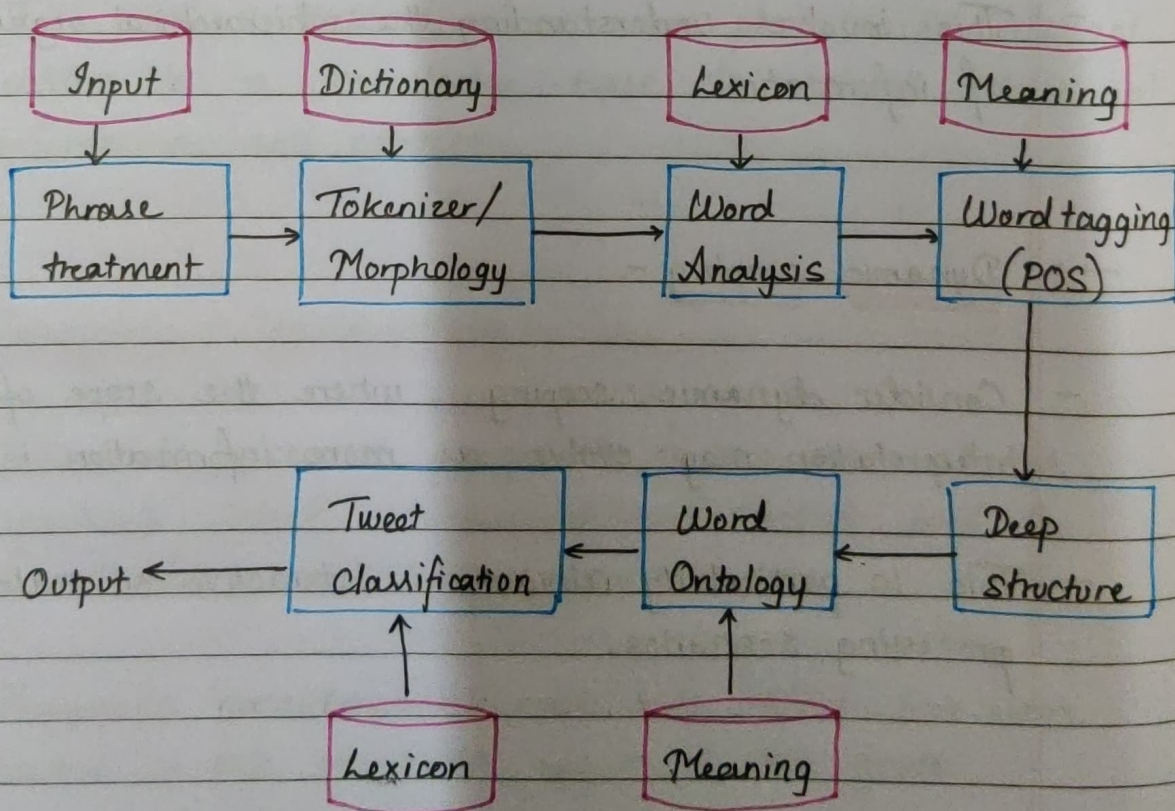 Input
Dictionary
Lexicon
Meaning
Phrase
treatment
Tokenizer/
Morphology
Word
Analysis
Word tagging
(POS)
Deep
structure
Word
Ontology
Tweet
Classification
Output
Lexicon
Meaning